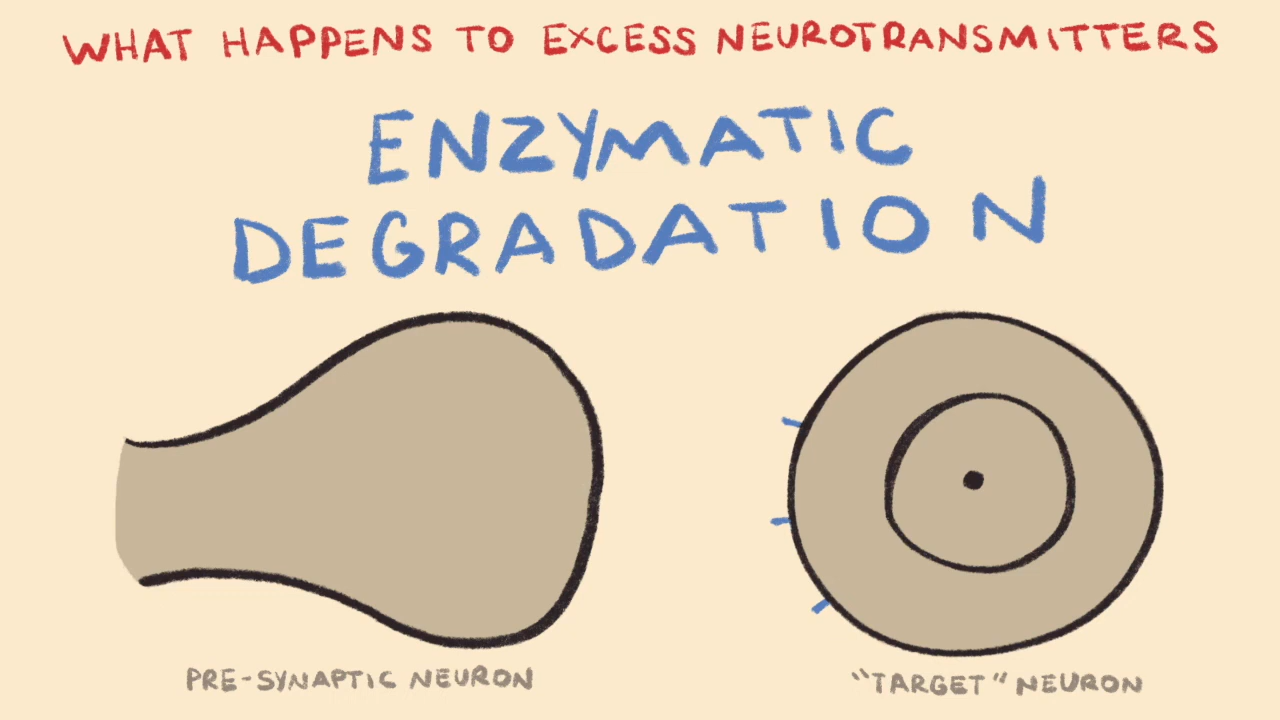 WHAT HAPPENS TO EXCESS NEUROTRANSMITTERS
ENZYMATIC
DEGRADATION
PRE-SYNAPTIC NEURON
"TARGET" NEURON